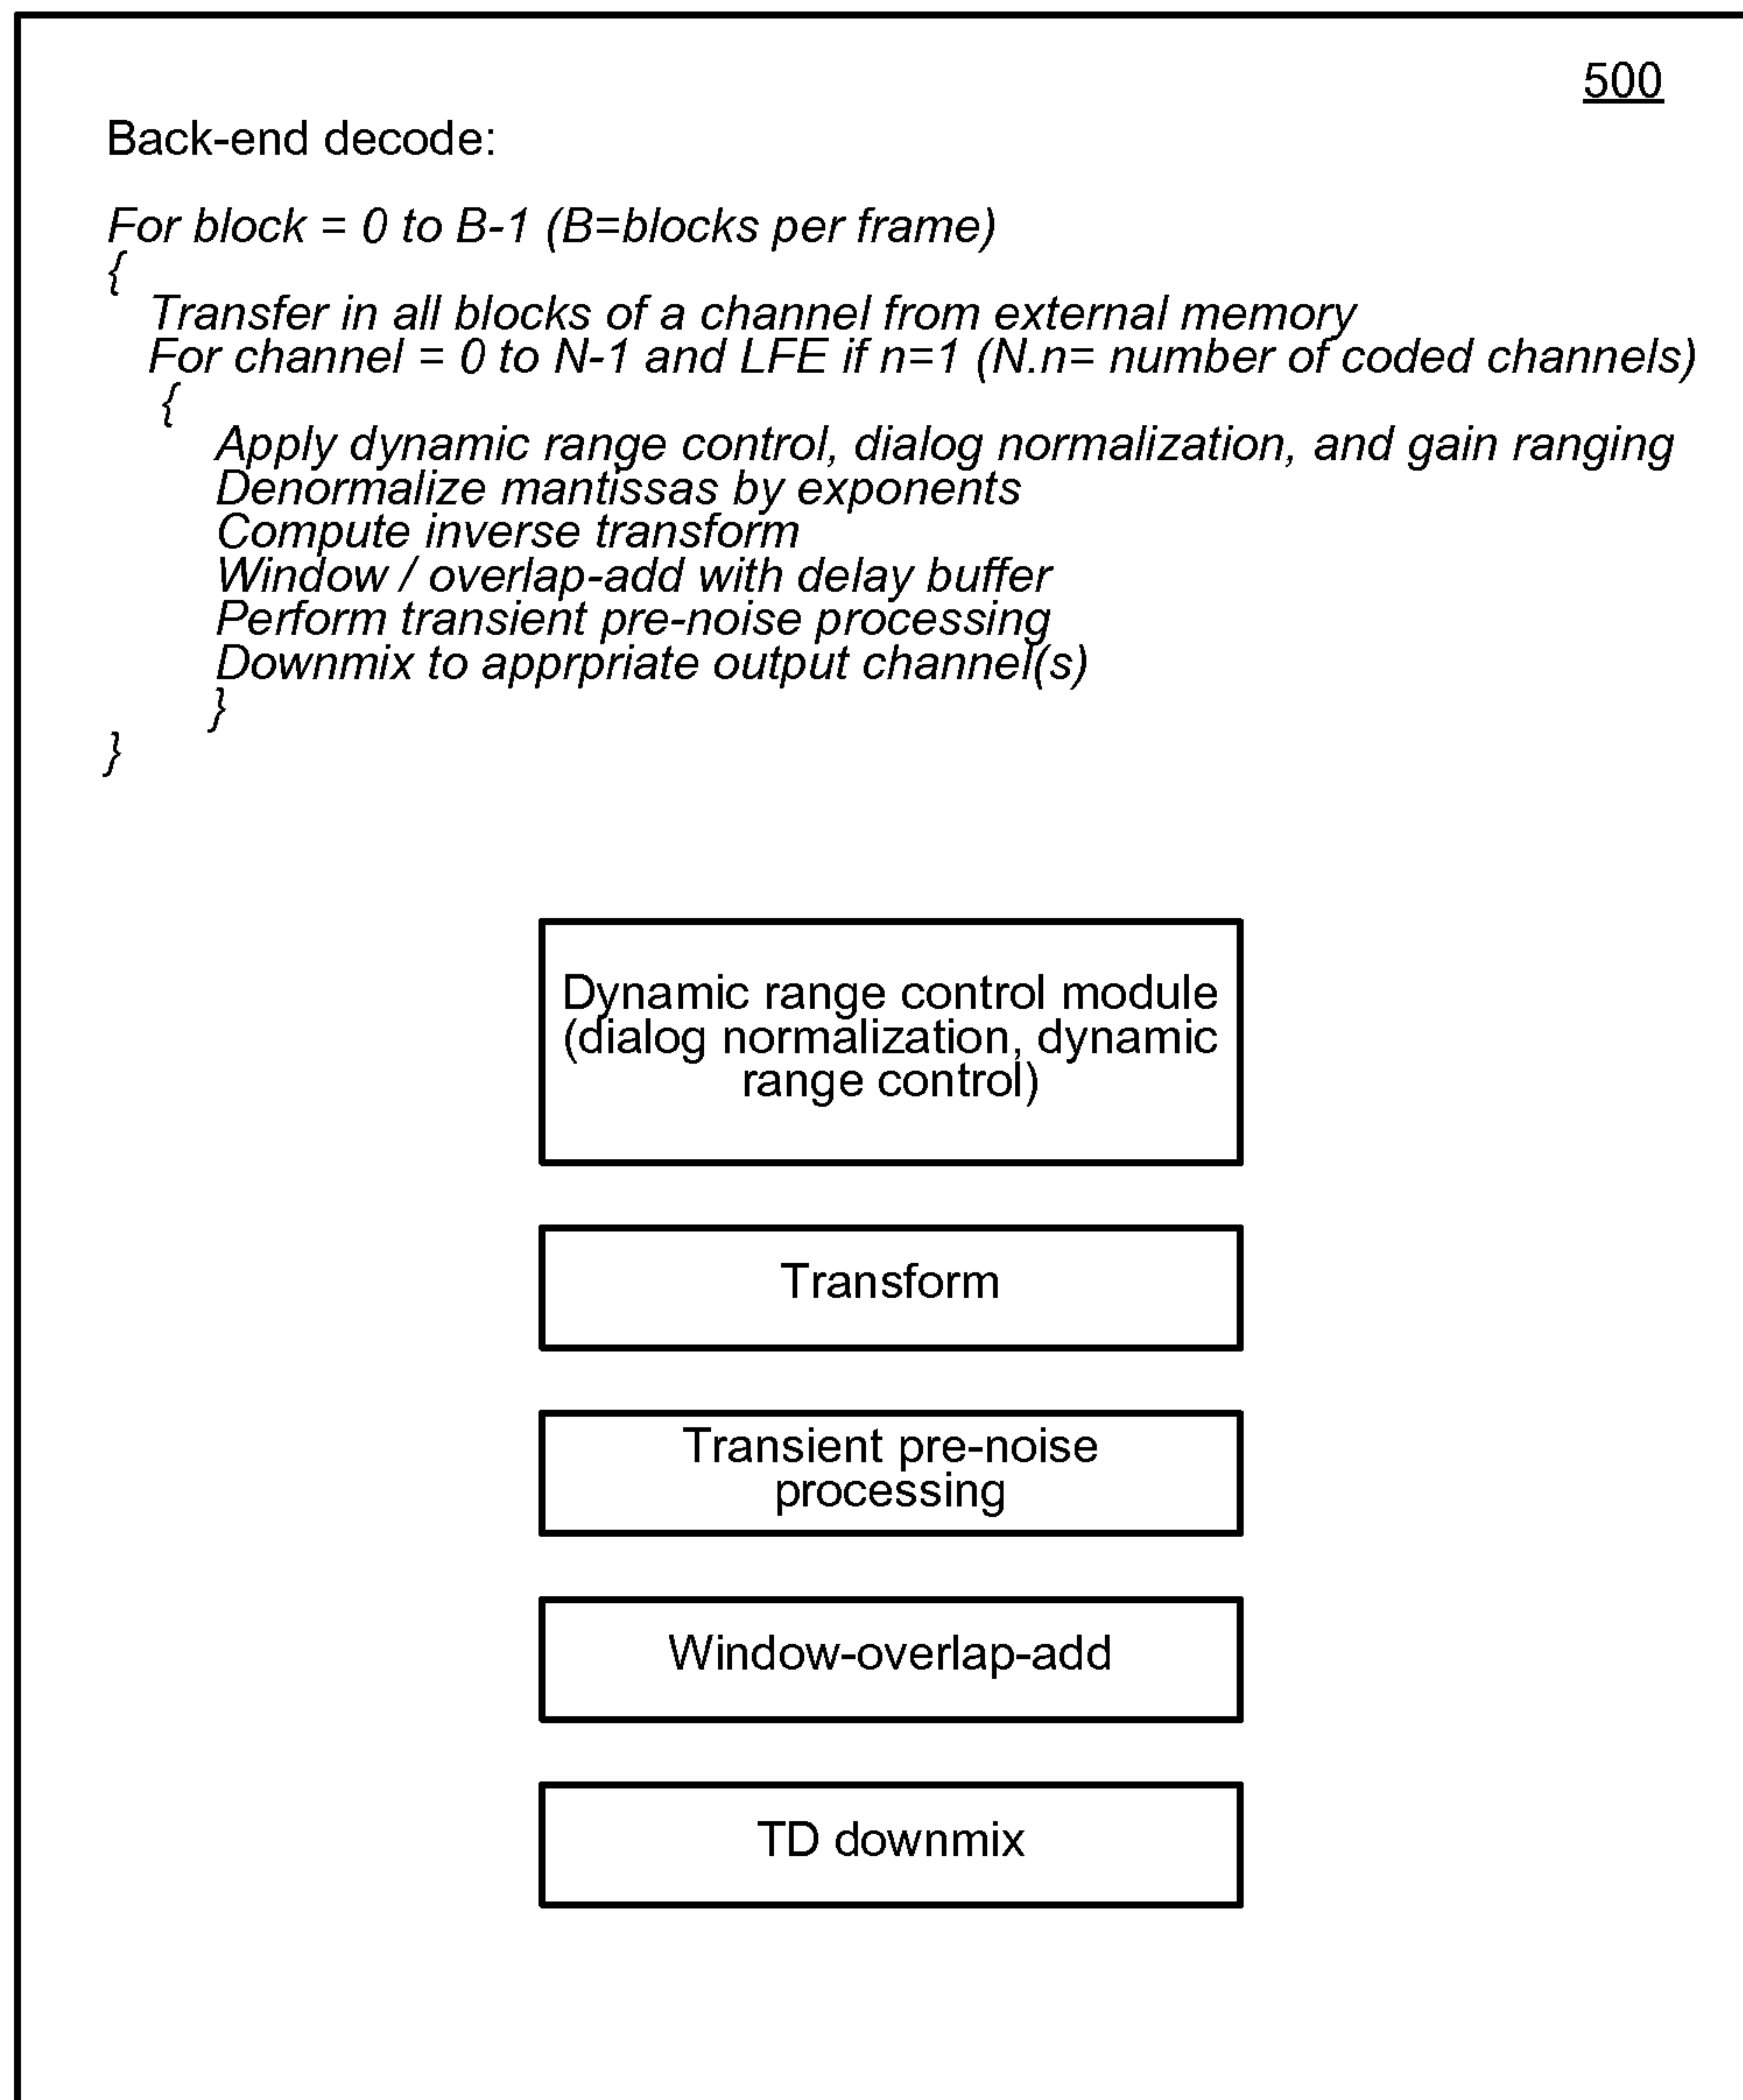 500
Back-end decode:
For block = 0 to B-1 (B=blocks per frame)
{
Transfer in all blocks of a channel from external memory
For channel = 0 to N-1 and LFE if n=1 (N.n= number of coded channels)
{
Apply dynamic range control, dialog normalization, and gain ranging
Denormalize mantissas by exponents
Compute inverse transform
Window / overlap-add with delay buffer
Perform transient pre-noise processing
Downmix to apprpriate output channel(s)
}
}
Dynamic range control module
(dialog normalization, dynamic
range control)
Transform
Transient pre-noise
processing
Window-overlap-add
TD downmix